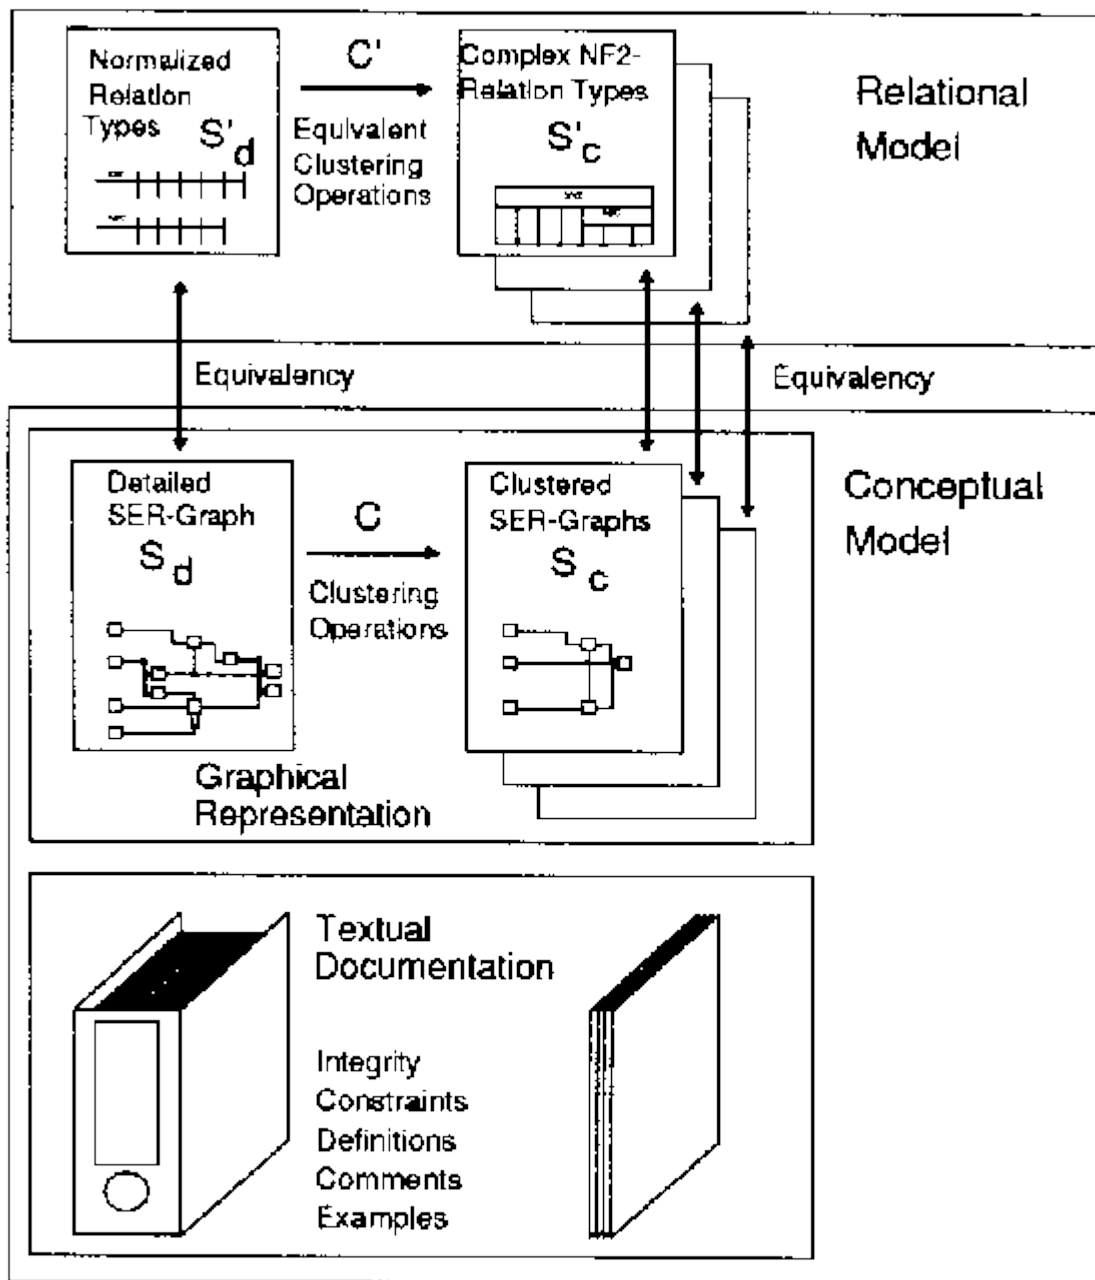 Normalized
Relation
Types
S'd
C'
Equivalent
Clustering
Operations
Complex NF2-
Relation Types
S'c
Relational
Model
Equivalency
Equivalency
Detailed
SER-Graph
Sd
C
Clustering
Operations
Clustered
SER-Graphs
Sc
Conceptual
Model
Graphical
Representation
Textual
Documentation
Integrity
Constraints
Definitions
Comments
Examples